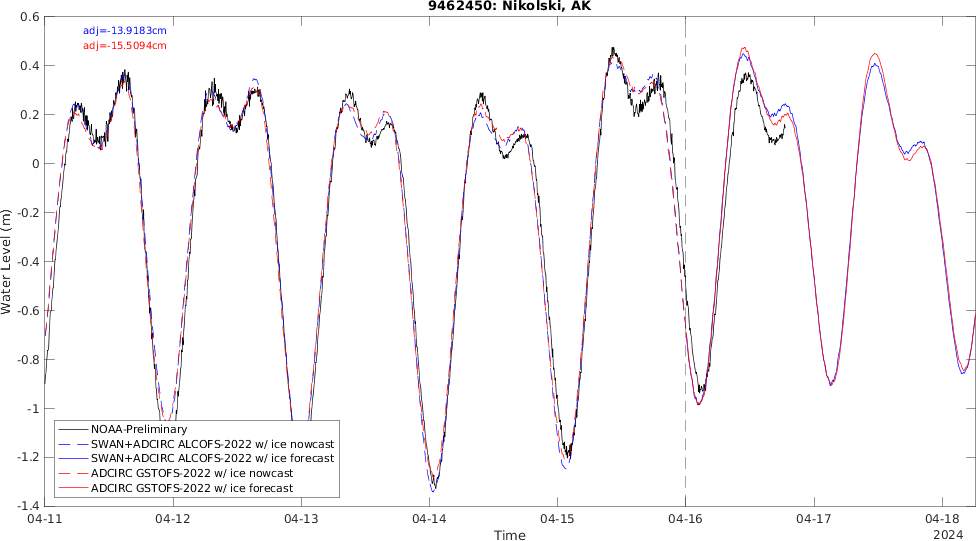 9462450: Nikolski, AK
adj=-13.9183cm
adj=-15.5094cm
Water Level (m)
0.6
0.4
0.2
0
-0.2
-0.4
-0.6
-0.8
-1
-1.2
-1.4
NOAA-Preliminary
SWAN+ADCIRC ALCOFS-2022 w/ ice nowcast
SWAN+ADCIRC ALCOFS-2022 w/ ice forecast
ADCIRC GSTOFS-2022 w/ ice nowcast
ADCIRC GSTOFS-2022 w/ ice forecast
04-11 04-12 04-13 04-14 04-15 04-16 04-17 04-18
Time
2024